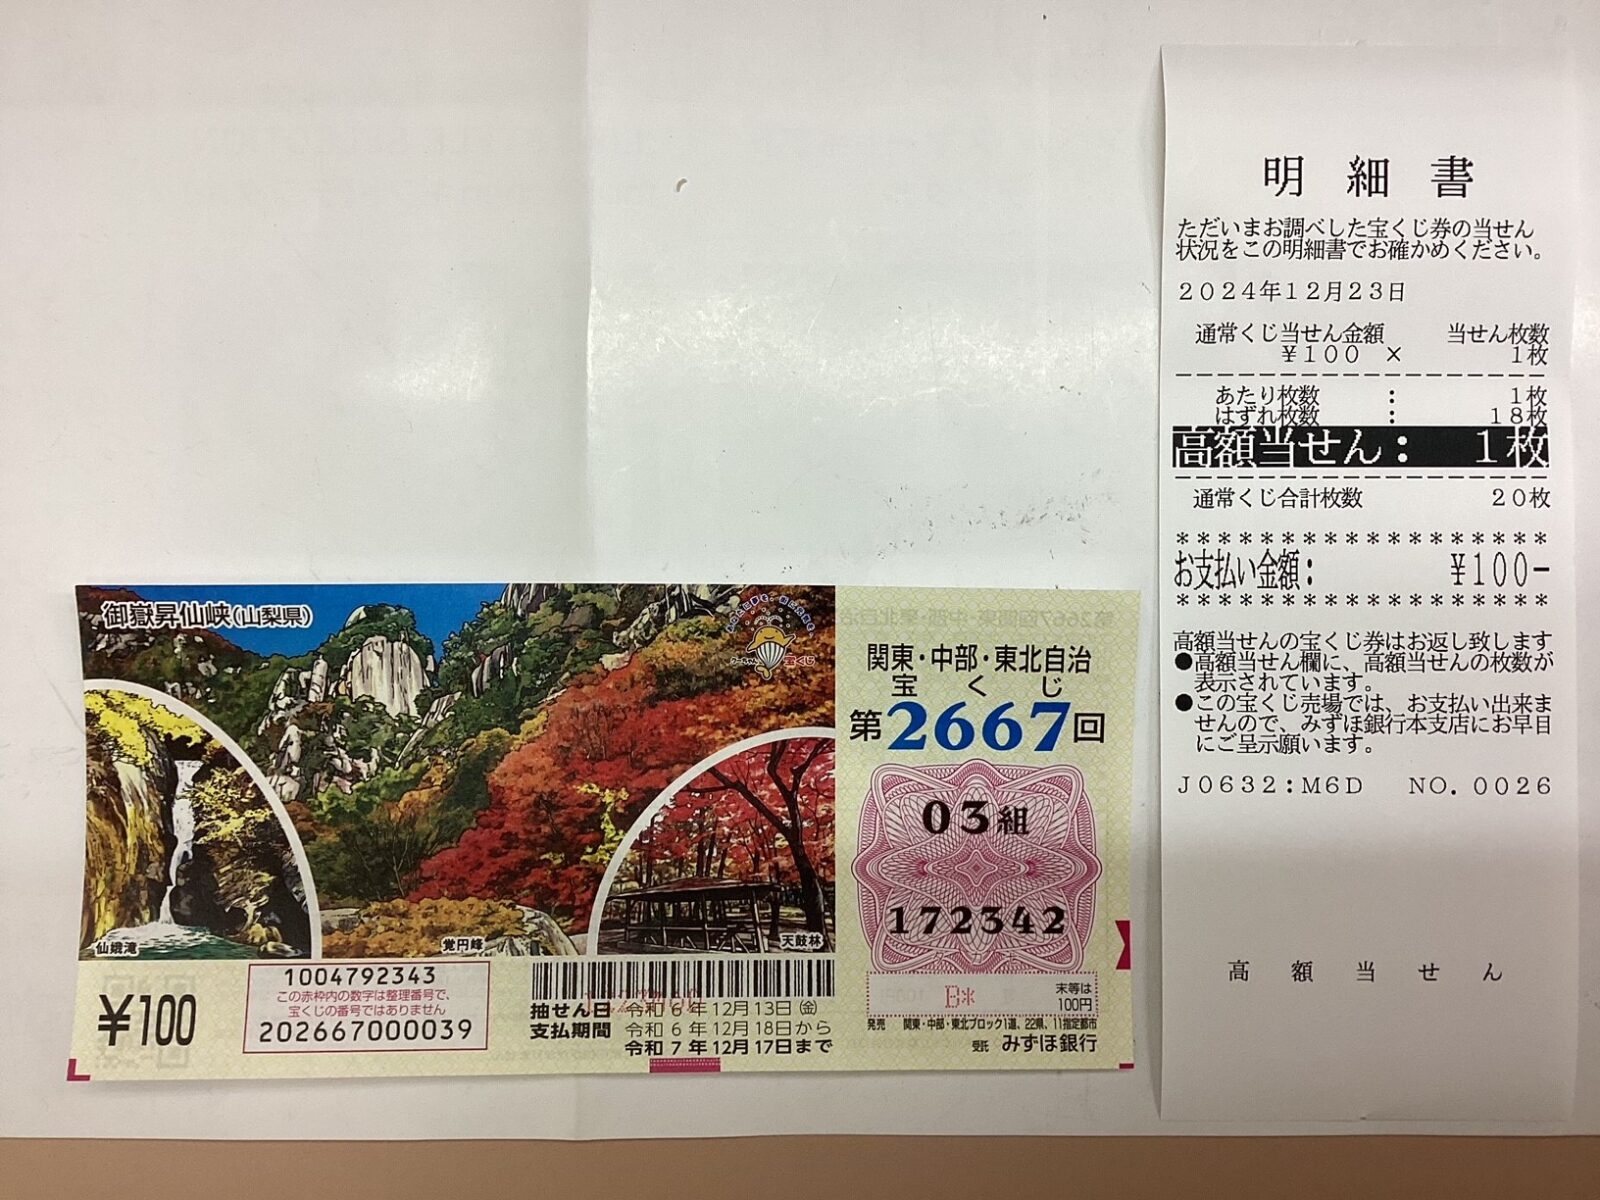 御嶽昇仙峡(山梨県)
クーちゃん 宝くじ
仙娥滝
覚円峰
天鼓林
関東・中部・東北自治
宝くじ
第2667回
03組
172342
¥100
1004792343
この赤枠内の数字は整理番号で、
宝くじの番号ではありません
202667000039
抽せん日 令和6年12月13日(金)
支払期間 令和6年12月18日から
令和7年12月17日まで
B*
末等は
100円
発売 関東・中部・東北ブロック1道、22県、11指定都市
受託 みずほ銀行
明細書
ただいまお調べした宝くじ券の当せん
状況をこの明細書でお確かめください。
2024年12月23日
通常くじ当せん金額 当せん枚数
¥100 × 1枚
あたり枚数 : 1枚
はずれ枚数 : 18枚
高額当せん: 1枚
通常くじ合計枚数 20枚
******************
お支払い金額: ¥100-
******************
高額当せんの宝くじ券はお返し致します
●高額当せん欄に、高額当せんの枚数が
表示されています。
●この宝くじ売場では、お支払い出来ま
せんので、みずほ銀行本支店にお早目
にご呈示願います。
J0632:M6D NO.0026
高額当せん